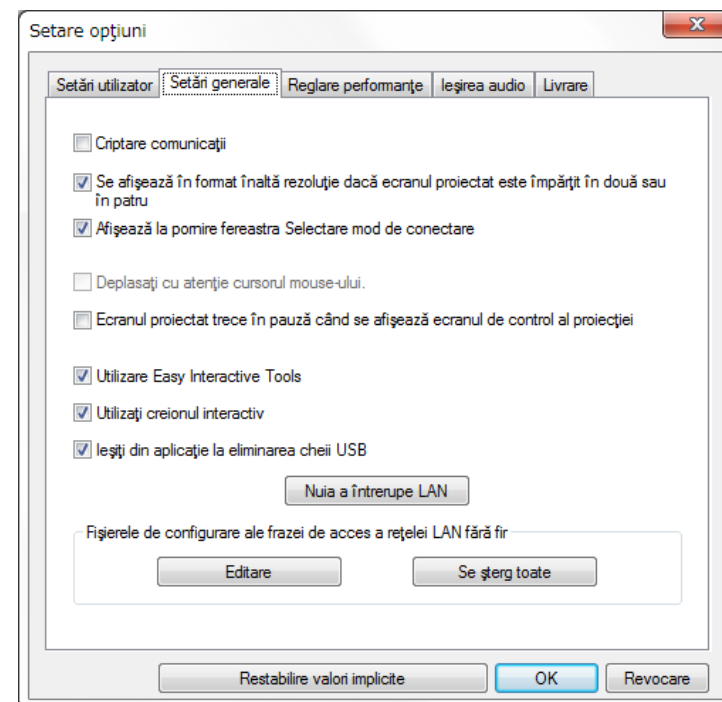 Setare opţiuni
Setări utilizator Setări generale Reglare performanţe Ieşirea audio Livrare
Criptare comunicaţii
Se afişează în format înaltă rezoluţie dacă ecranul proiectat este împărţit în două sau
în patru
Afişează la pornire fereastra Selectare mod de conectare
Deplasaţi cu atenţie cursorul mouse-ului.
Ecranul proiectat trece în pauză când se afişează ecranul de control al proiecţiei
Utilizare Easy Interactive Tools
Utilizaţi creionul interactiv
Ieşiţi din aplicaţie la eliminarea cheii USB
Nuia a întrerupe LAN
Fişierele de configurare ale frazei de acces a reţelei LAN fără fir
Editare Se şterg toate
Restabilire valori implicite OK Revocare